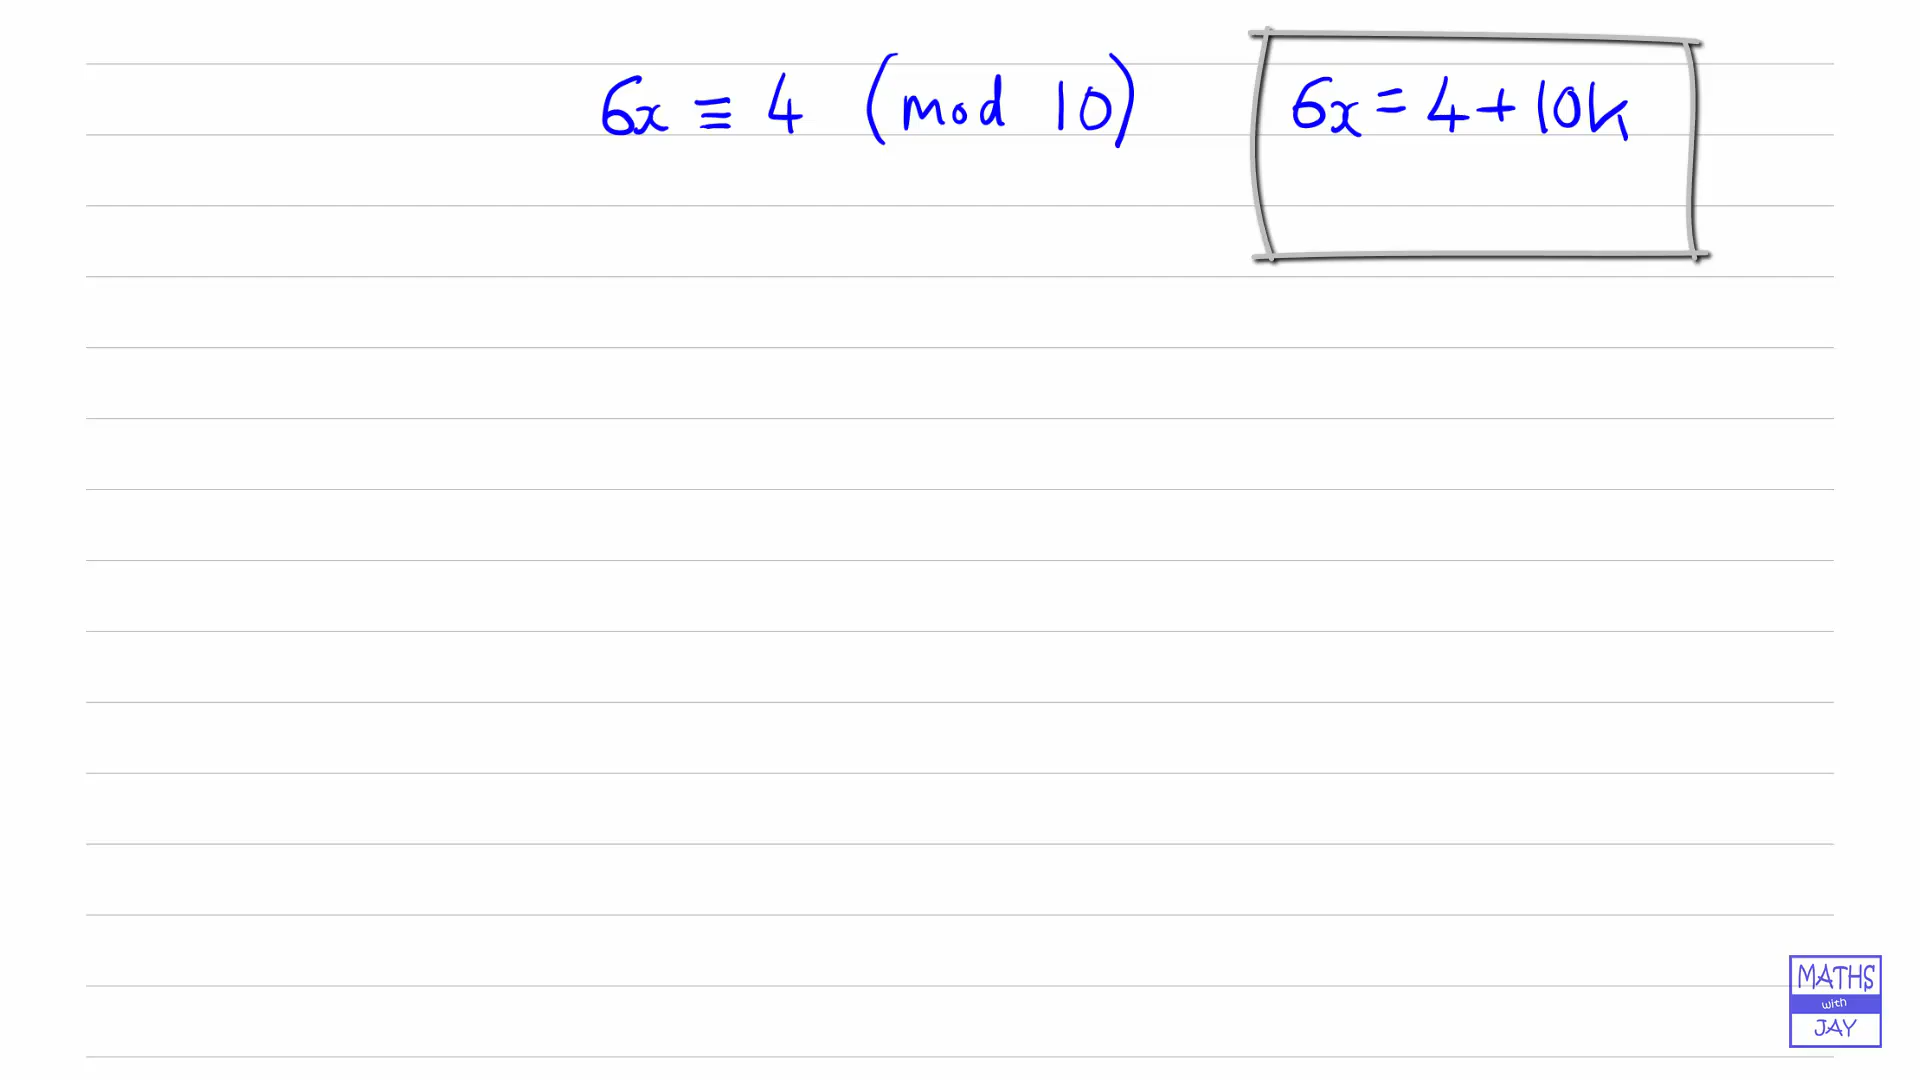 6x ≡ 4 (mod 10)
6x = 4 + 10k
MATHS
with
JAY